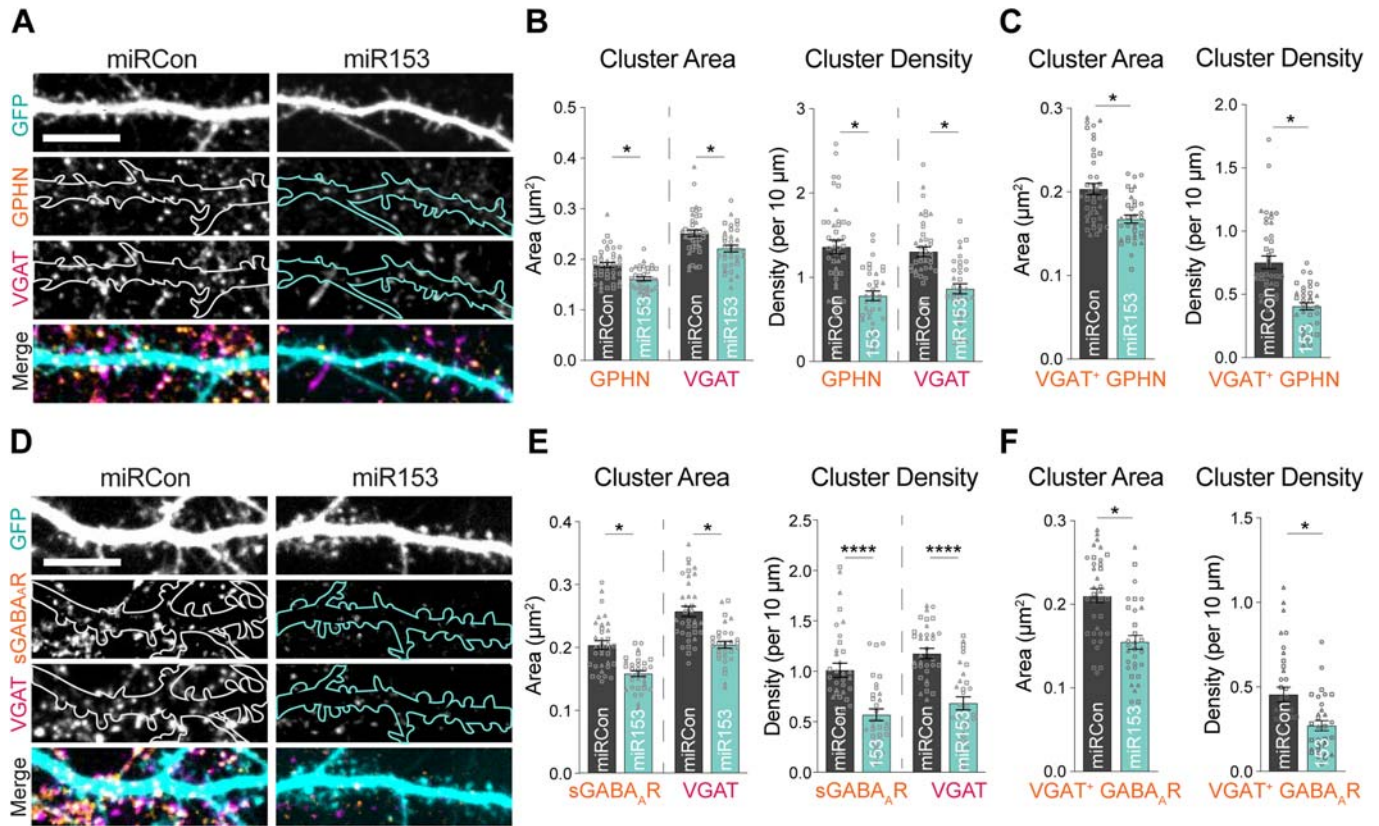 A
miRCon miR153
GFP
GPHN
VGAT
Merge
B
Cluster Area
Area (μm²)
0.5
0.4
0.3
0.2
0.1
0.0
* *
miRCon miR153 miRCon miR153
GPHN VGAT
Cluster Density
Density (per 10 μm)
3
2
1
0
* *
miRCon 153 miRCon miR153
GPHN VGAT
C
Cluster Area
Area (μm²)
0.3
0.2
0.1
0.0
*
miRCon miR153
VGAT⁺ GPHN
Cluster Density
Density (per 10 μm)
2.0
1.5
1.0
0.5
0.0
*
miRCon 153
VGAT⁺ GPHN
D
miRCon miR153
GFP
sGABA_AR
VGAT
Merge
E
Cluster Area
Area (μm²)
0.4
0.3
0.2
0.1
0.0
* *
miRCon miR153 miRCon miR153
sGABA_AR VGAT
Cluster Density
Density (per 10 μm)
2.5
2.0
1.5
1.0
0.5
0.0
**** ****
miRCon 153 miRCon miR153
sGABA_AR VGAT
F
Cluster Area
Area (μm²)
0.3
0.2
0.1
0.0
*
miRCon miR153
VGAT⁺ GABA_AR
Cluster Density
Density (per 10 μm)
1.5
1.0
0.5
0.0
*
miRCon 153
VGAT⁺ GABA_AR